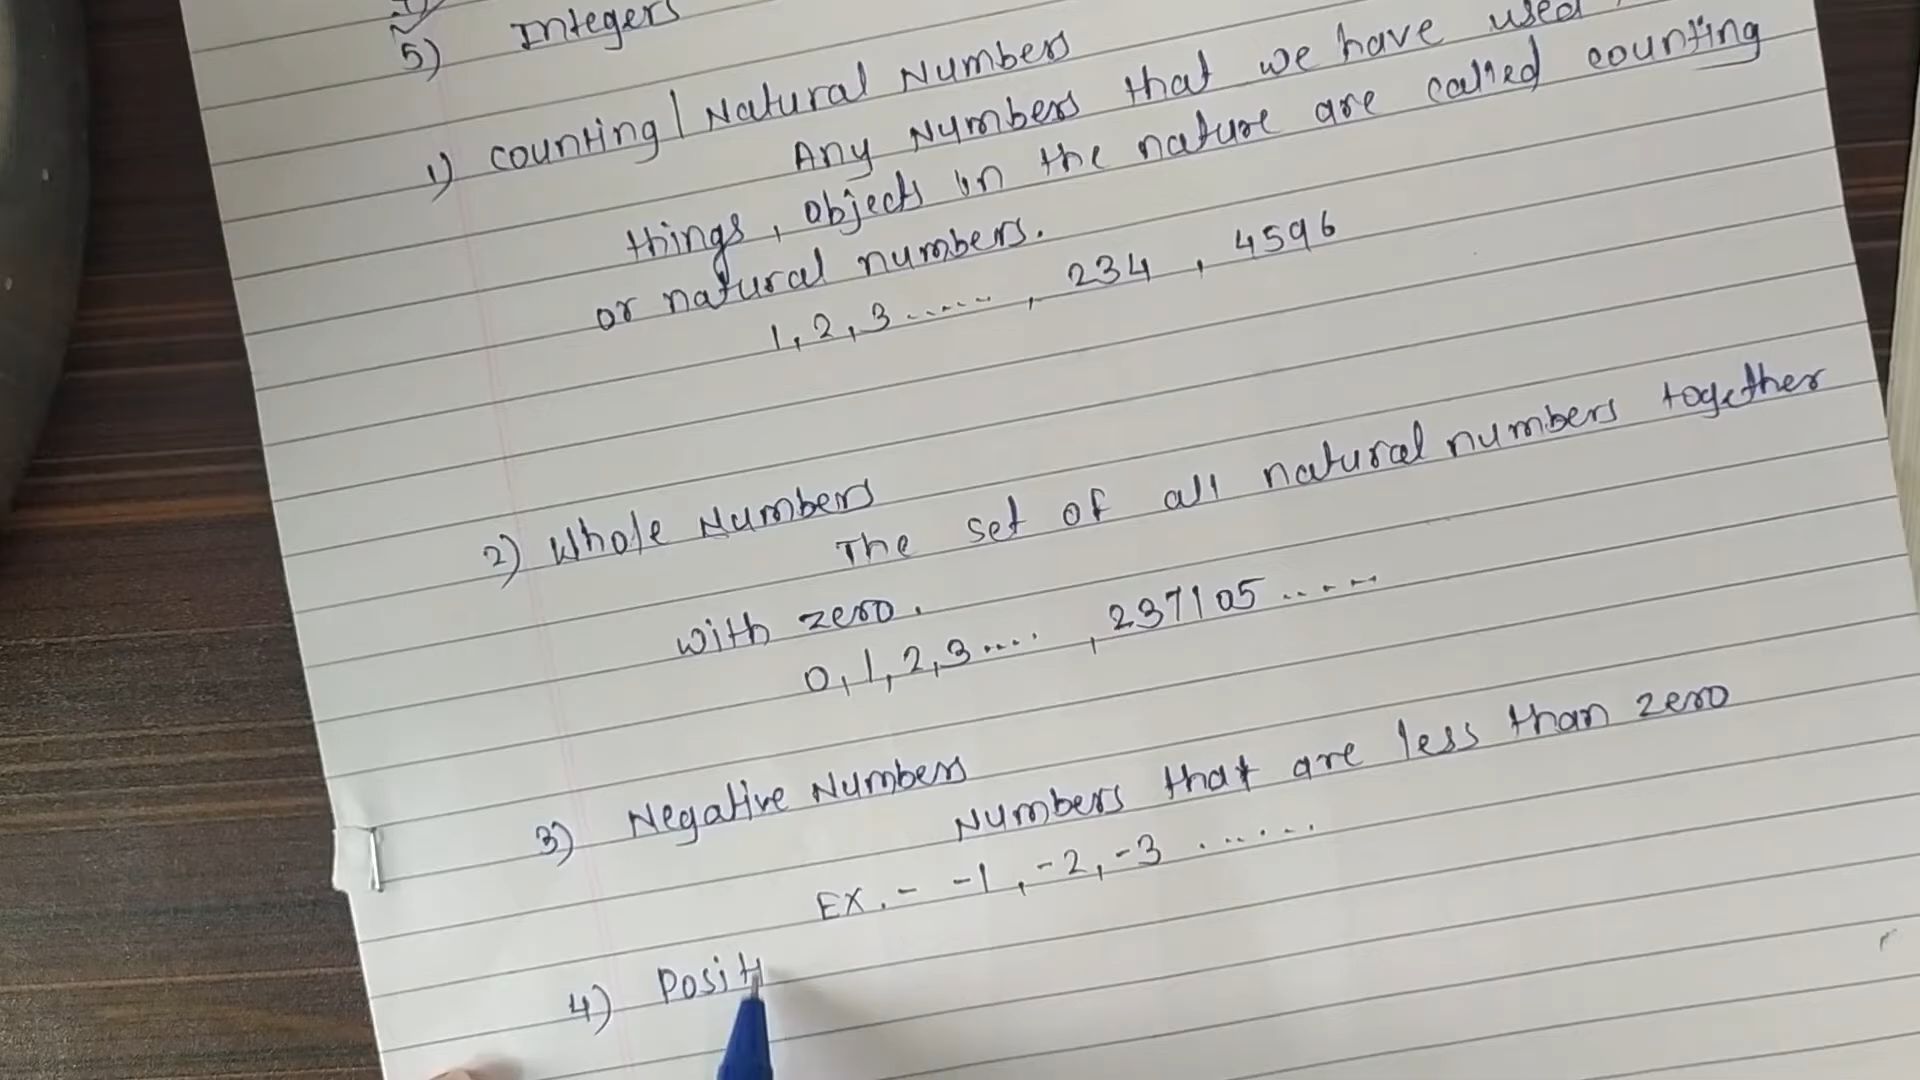 5) Integers
1) Counting | Natural Numbers
Any Numbers that we have used
things, objects in the nature are called counting
or natural numbers.
1, 2, 3 ....., 234, 4596
2) Whole Numbers
The set of all natural numbers together
with zero.
0, 1, 2, 3 .... , 237105 .....
3) Negative Numbers
Numbers that are less than zero
EX. - -1, -2, -3 ......
4) Positi